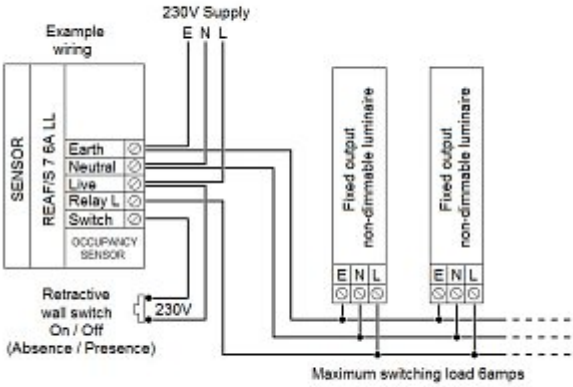 230V Supply
E N L
Example
wiring
SENSOR
REAF/S 7 6A LL
Earth
Neutral
Live
Relay L
Switch
OCCUPANCY
SENSOR
Retractive
wall switch
On / Off
(Absence / Presence)
230V
Fixed output
non-dimmable luminaire
E N L
Fixed output
non-dimmable luminaire
E N L
Maximum switching load 6amps